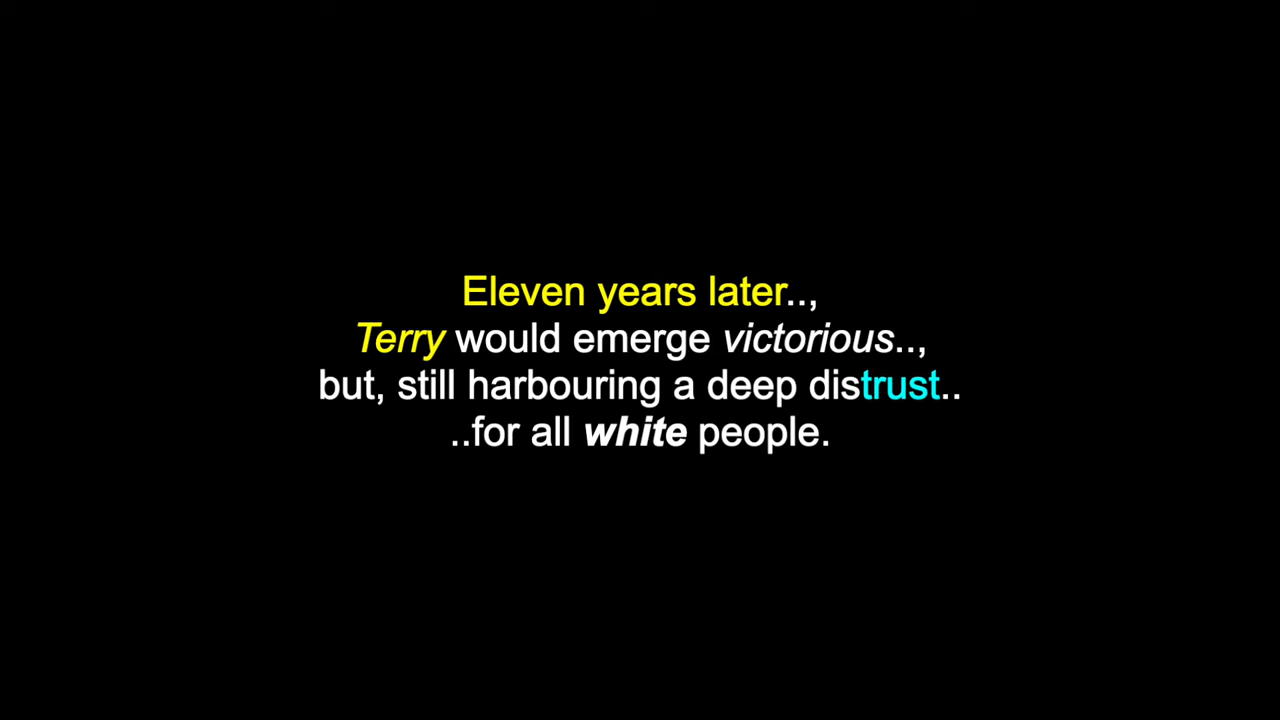 Eleven years later..,
Terry would emerge victorious..,
but, still harbouring a deep distrust..
..for all white people.